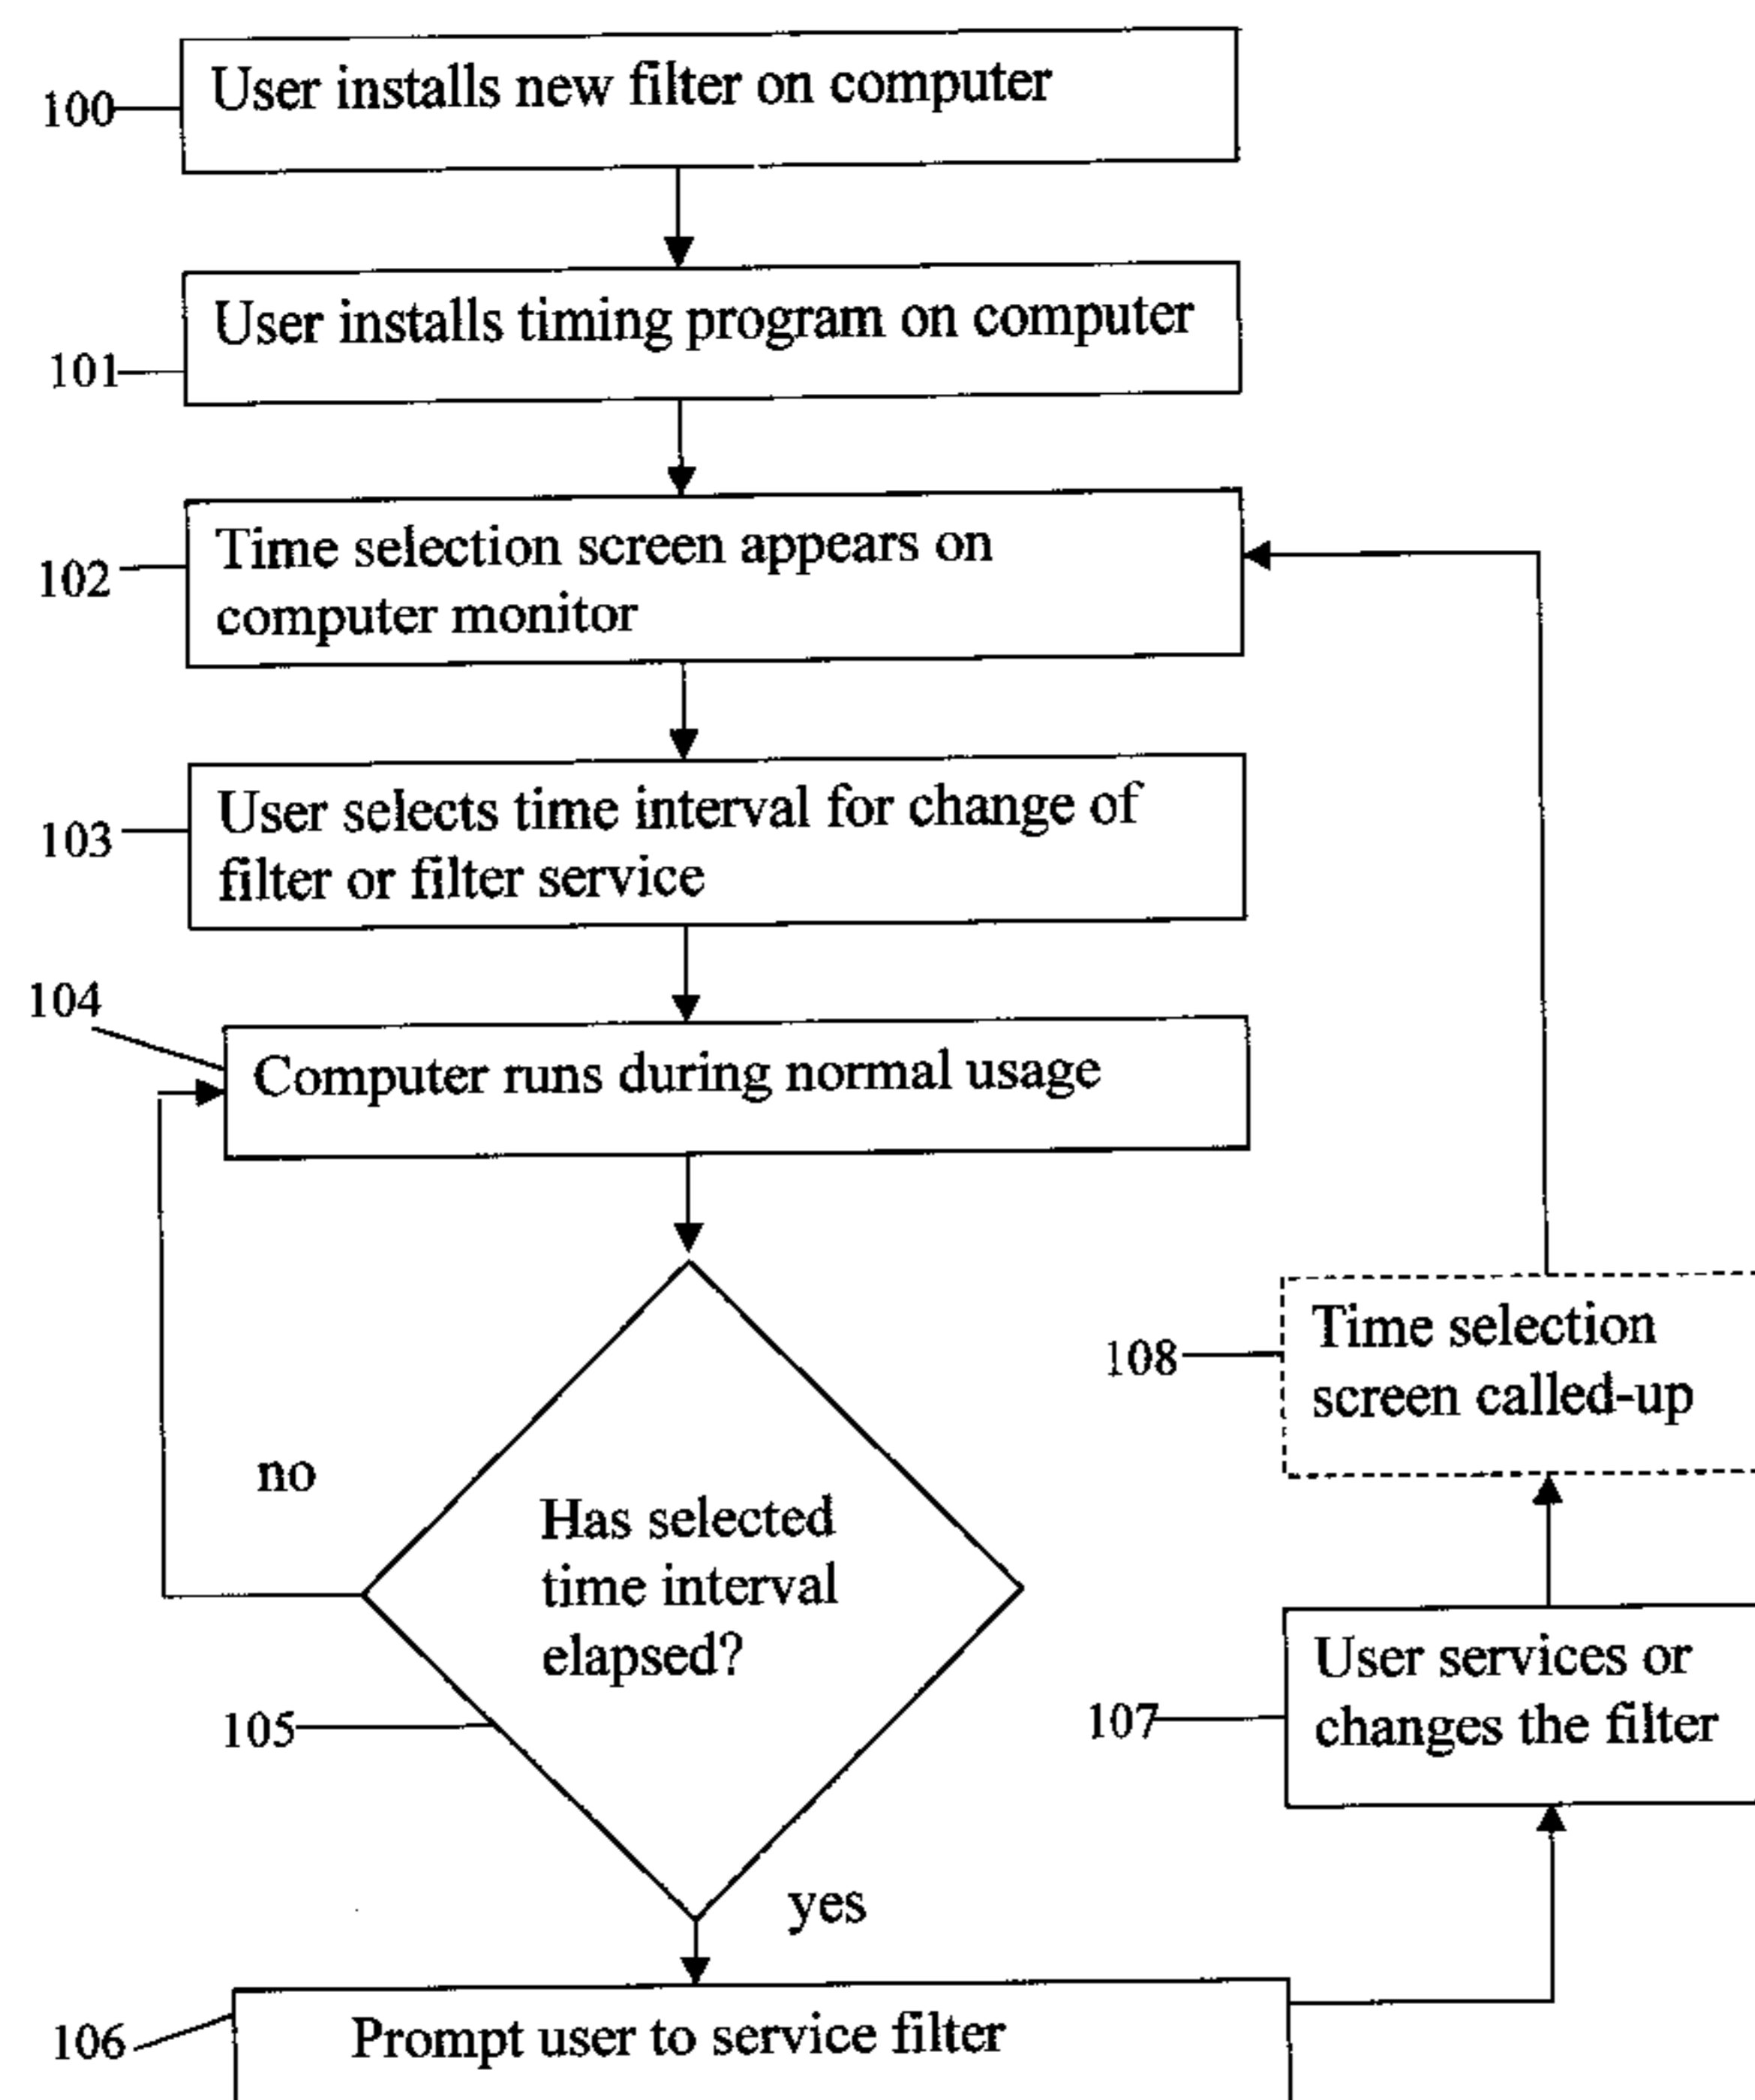 100
User installs new filter on computer
101
User installs timing program on computer
102
Time selection screen appears on
computer monitor
103
User selects time interval for change of
filter or filter service
104
Computer runs during normal usage
no
Has selected
time interval
elapsed?
105
yes
108
Time selection
screen called-up
107
User services or
changes the filter
106
Prompt user to service filter